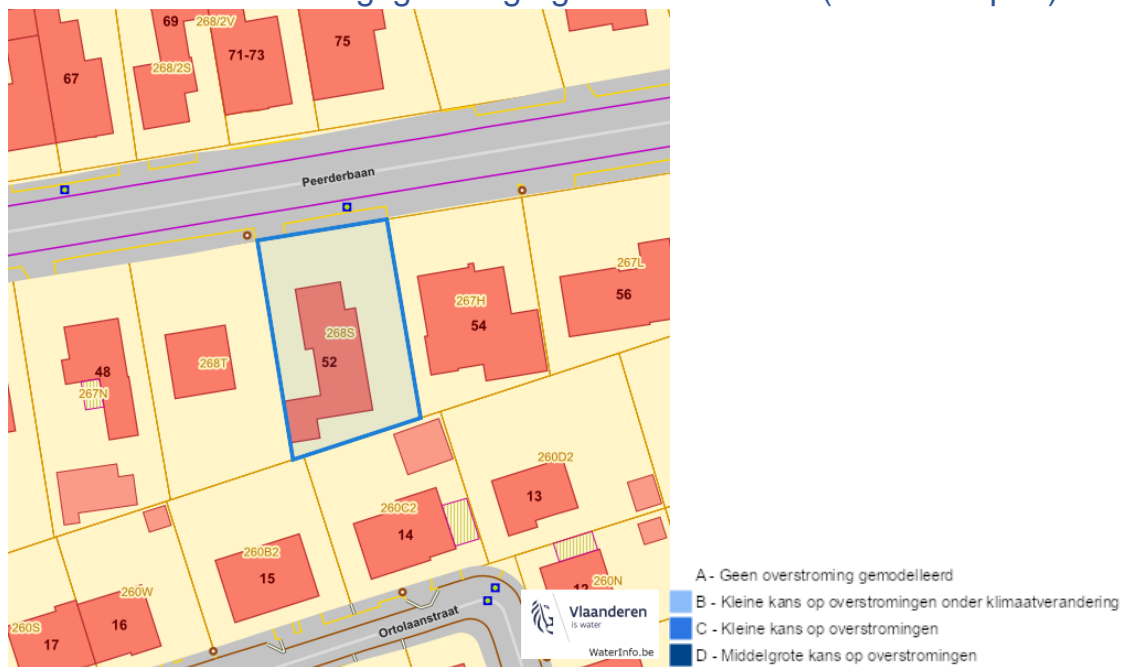 69
268/2V
71-73
75
67
268/2S
Peerderbaan
267L
56
267H
54
268S
52
268T
48
267N
260D2
13
260C2
14
260B2
15
260N
12
260W
16
260S
17
Ortolaanstraat
Vlaanderen
is water
WaterInfo.be
A - Geen overstroming gemodelleerd
B - Kleine kans op overstromingen onder klimaatverandering
C - Kleine kans op overstromingen
D - Middelgrote kans op overstromingen